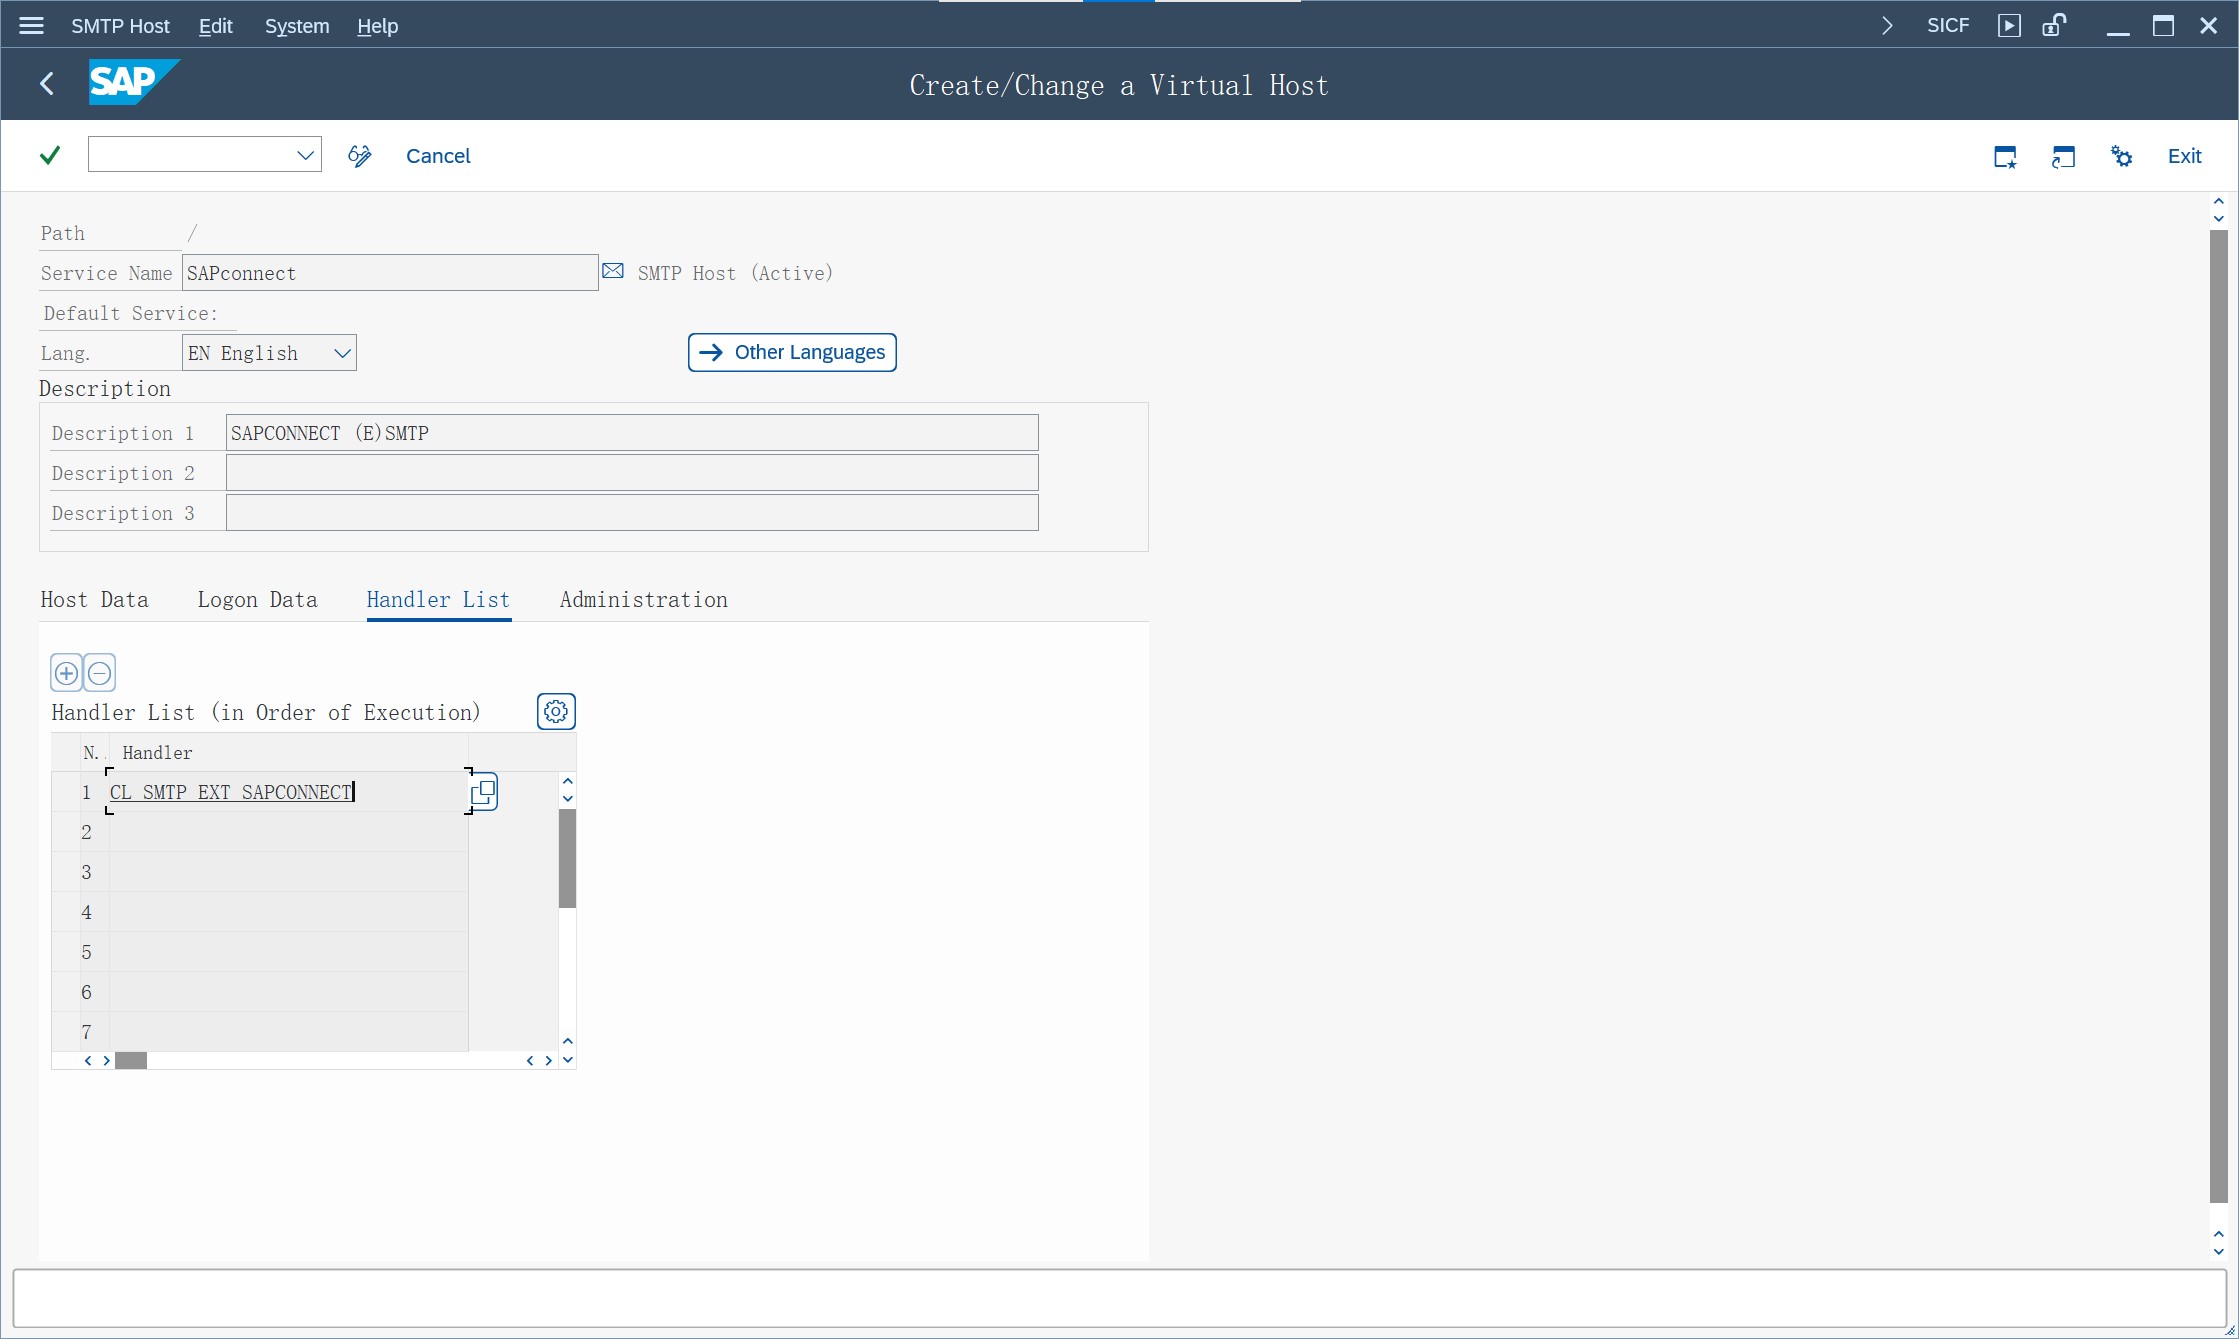 SMTP Host Edit System Help SICF
SAP Create/Change a Virtual Host
Cancel Exit
Path /
Service Name SAPconnect SMTP Host (Active)
Default Service:
Lang. EN English Other Languages
Description
Description 1 SAPCONNECT (E)SMTP
Description 2
Description 3
Host Data Logon Data Handler List Administration
Handler List (in Order of Execution)
N.. Handler
1 CL_SMTP_EXT_SAPCONNECT
2
3
4
5
6
7